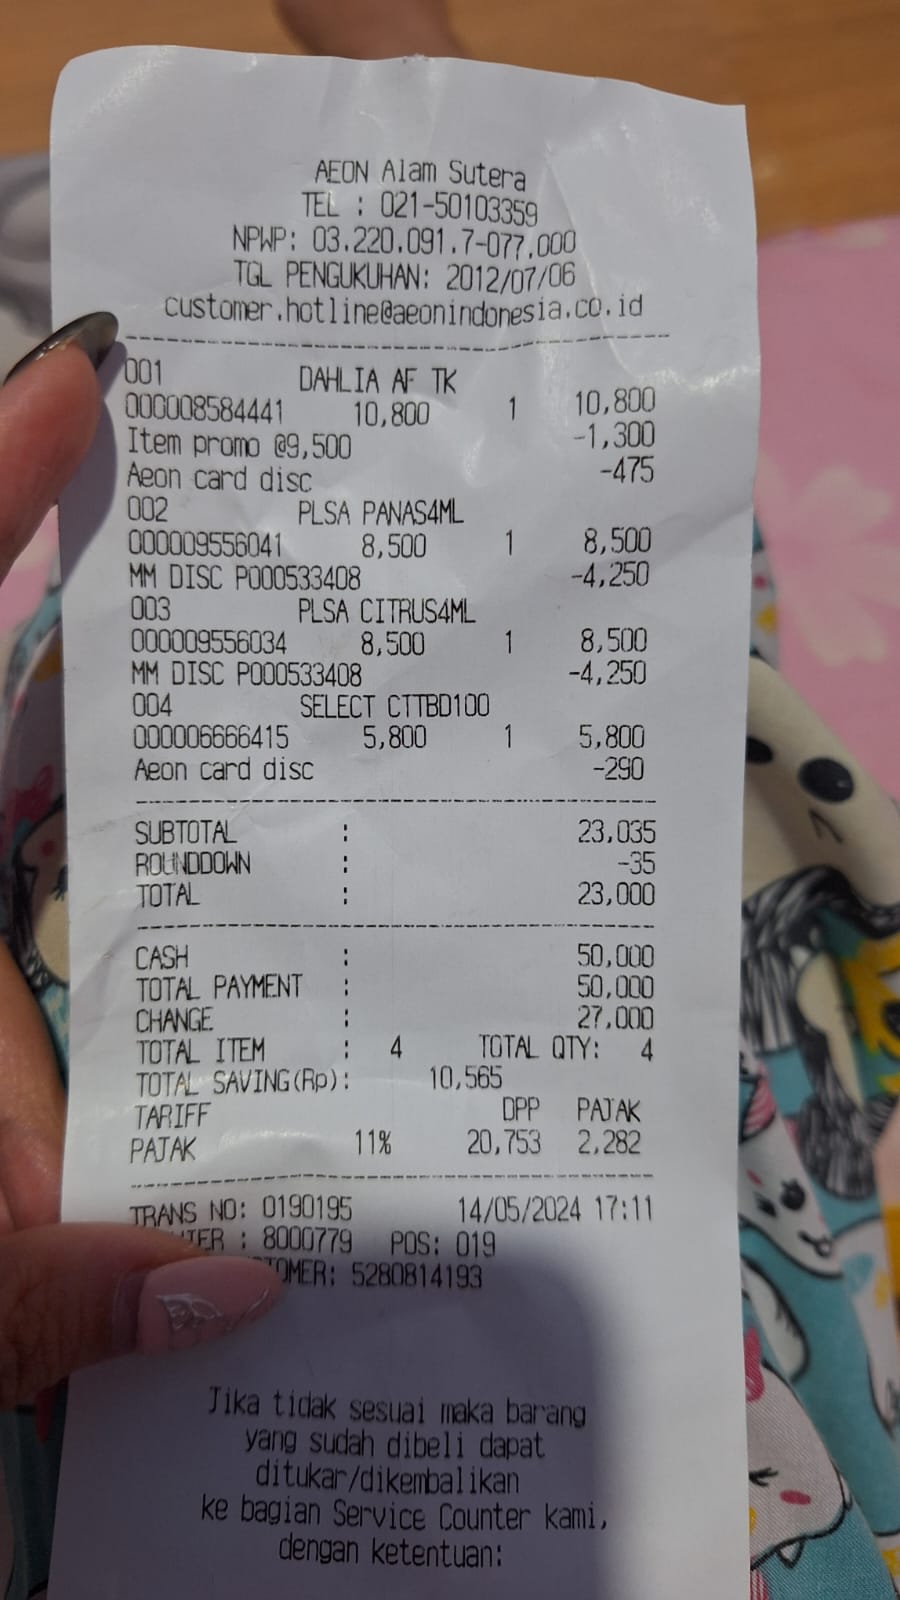 AEON Alam Sutera
TEL : 021-50103359
NPWP: 03.220.091.7-077.000
TGL PENGUKUHAN: 2012/07/06
customer.hotline@aeonindonesia.co.id
001 DAHLIA AF TK
000008584441 10,800 1 10,800
Item promo @9,500 -1,300
Aeon card disc -475
002 PLSA PANAS4ML
000009556041 8,500 1 8,500
MM DISC P000533408 -4,250
003 PLSA CITRUS4ML
000009556034 8,500 1 8,500
MM DISC P000533408 -4,250
004 SELECT CTTBD100
000006666415 5,800 1 5,800
Aeon card disc -290
SUBTOTAL : 23,035
ROUNDDOWN : -35
TOTAL : 23,000
CASH : 50,000
TOTAL PAYMENT : 50,000
CHANGE : 27,000
TOTAL ITEM : 4 TOTAL QTY: 4
TOTAL SAVING(Rp): 10,565
TARIFF DPP PAJAK
PAJAK 11% 20,753 2,282
TRANS NO: 0190195 14/05/2024 17:11
: 8000779 POS: 019
5280814193
Jika tidak sesuai maka barang
yang sudah dibeli dapat
ditukar/dikembalikan
ke bagian Service Counter kami,
dengan ketentuan: